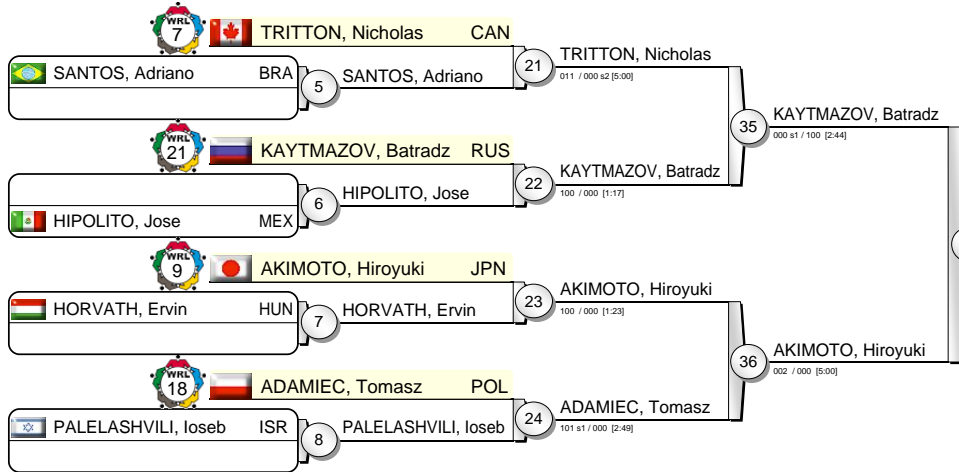 WRL
7
TRITTON, Nicholas CAN
SANTOS, Adriano BRA
5
SANTOS, Adriano
21
TRITTON, Nicholas
011 / 000 s2 [5:00]
WRL
21
KAYTMAZOV, Batradz RUS
HIPOLITO, Jose MEX
6
HIPOLITO, Jose
22
KAYTMAZOV, Batradz
100 / 000 [1:17]
35
KAYTMAZOV, Batradz
000 s1 / 100 [2:44]
WRL
9
AKIMOTO, Hiroyuki JPN
HORVATH, Ervin HUN
7
HORVATH, Ervin
23
AKIMOTO, Hiroyuki
100 / 000 [1:23]
WRL
18
ADAMIEC, Tomasz POL
PALELASHVILI, Ioseb ISR
8
PALELASHVILI, Ioseb
24
ADAMIEC, Tomasz
101 s1 / 000 [2:49]
36
AKIMOTO, Hiroyuki
002 / 000 [5:00]